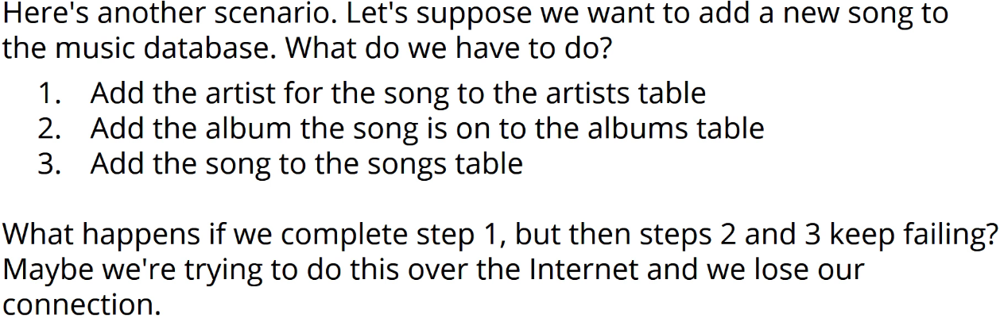 Here's another scenario. Let's suppose we want to add a new song to
the music database. What do we have to do?
1. Add the artist for the song to the artists table
2. Add the album the song is on to the albums table
3. Add the song to the songs table
What happens if we complete step 1, but then steps 2 and 3 keep failing?
Maybe we're trying to do this over the Internet and we lose our
connection.